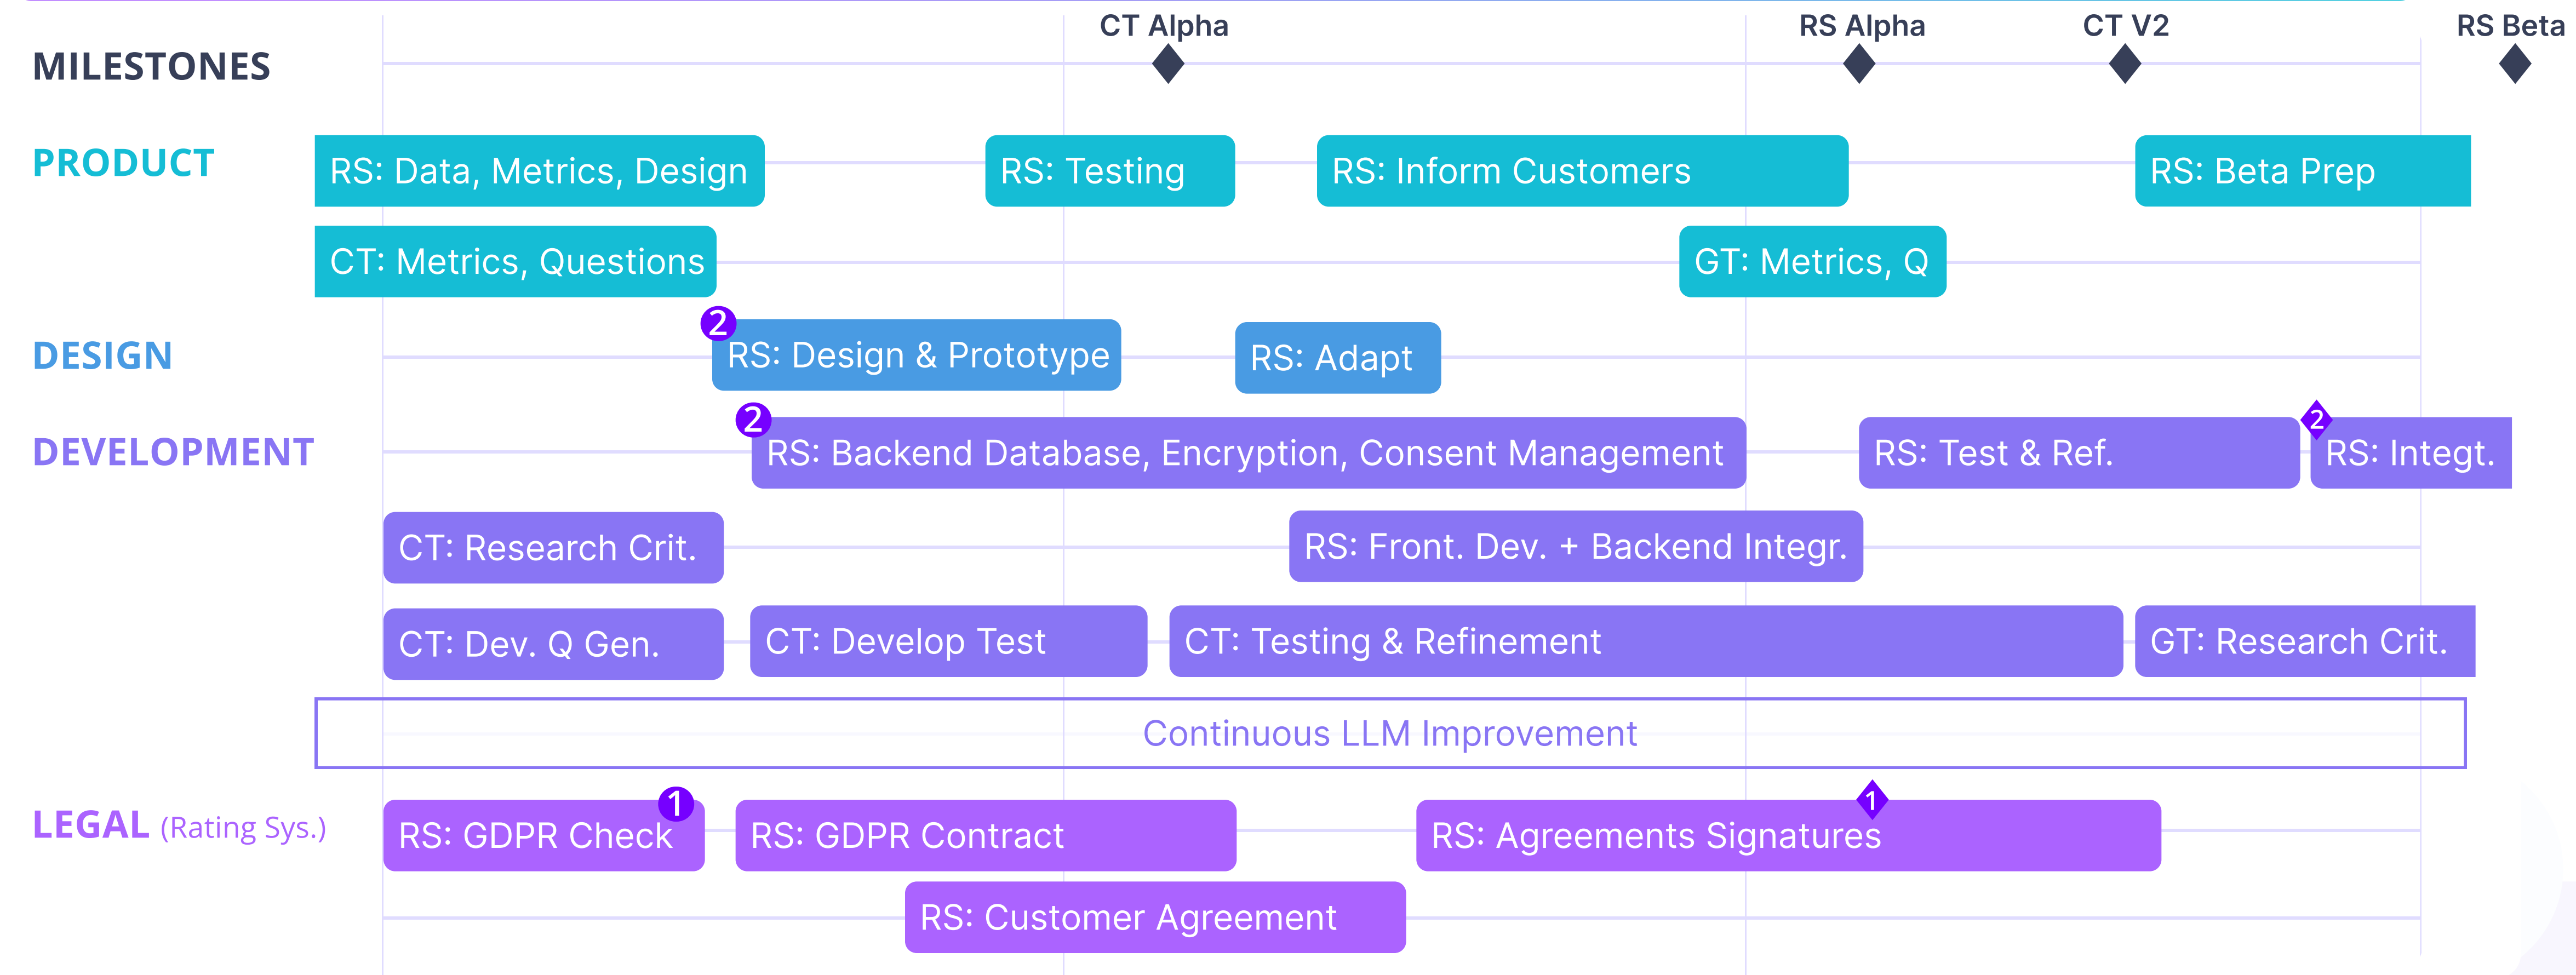 CT Alpha
RS Alpha
CT V2
RS Beta
MILESTONES
PRODUCT
RS: Data, Metrics, Design
RS: Testing
RS: Inform Customers
RS: Beta Prep
CT: Metrics, Questions
GT: Metrics, Q
DESIGN
2
RS: Design & Prototype
RS: Adapt
DEVELOPMENT
2
RS: Backend Database, Encryption, Consent Management
RS: Test & Ref.
2
RS: Integt.
CT: Research Crit.
RS: Front. Dev. + Backend Integr.
CT: Dev. Q Gen.
CT: Develop Test
CT: Testing & Refinement
GT: Research Crit.
Continuous LLM Improvement
LEGAL (Rating Sys.)
RS: GDPR Check
1
RS: GDPR Contract
RS: Agreements Signatures
1
RS: Customer Agreement